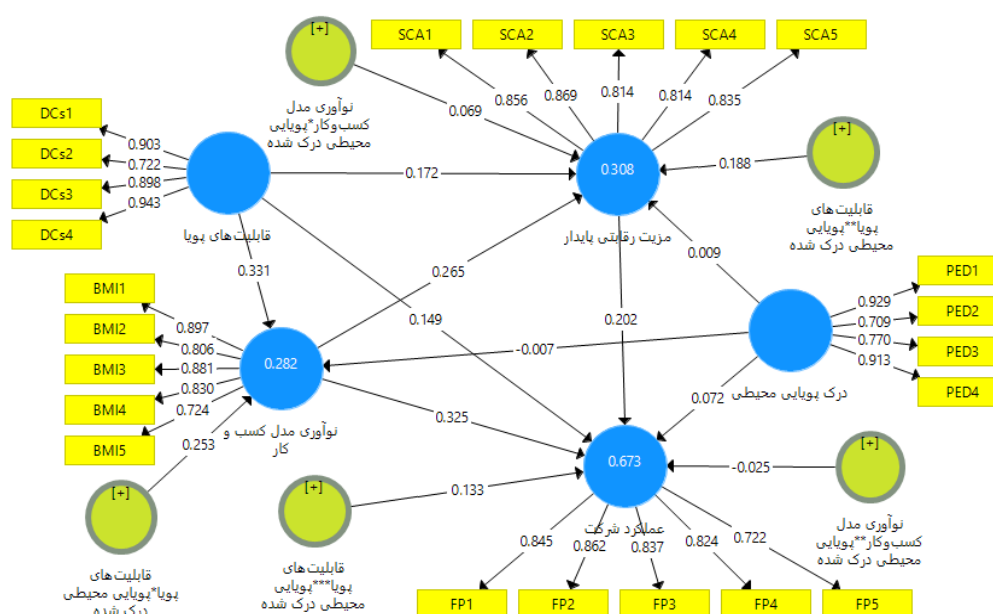 [+]
SCA1
SCA2
SCA3
SCA4
SCA5
0.856
0.869
0.814
0.814
0.835
نوآوری مدل
کسب‌وکار*پویایی
محیطی درک شده
0.069
DCs1
DCs2
DCs3
DCs4
0.903
0.722
0.898
0.943
قابلیت‌های پویا
0.172
0.308
مزیت رقابتی پایدار
[+]
0.188
قابلیت‌های
پویا**پویایی
محیطی درک شده
0.331
0.265
0.149
0.009
0.202
BMI1
BMI2
BMI3
BMI4
BMI5
0.897
0.806
0.881
0.830
0.724
0.282
نوآوری مدل کسب و
کار
-0.007
PED1
PED2
PED3
PED4
0.929
0.709
0.770
0.913
درک پویایی محیطی
0.072
0.325
0.253
[+]
قابلیت‌های
پویا*پویایی محیطی
درک شده
[+]
0.133
قابلیت‌های
پویا***پویایی
محیطی درک شده
0.673
عملکرد شرکت
-0.025
[+]
نوآوری مدل
کسب‌وکار**پویایی
محیطی درک شده
0.845
0.862
0.837
0.824
0.722
FP1
FP2
FP3
FP4
FP5